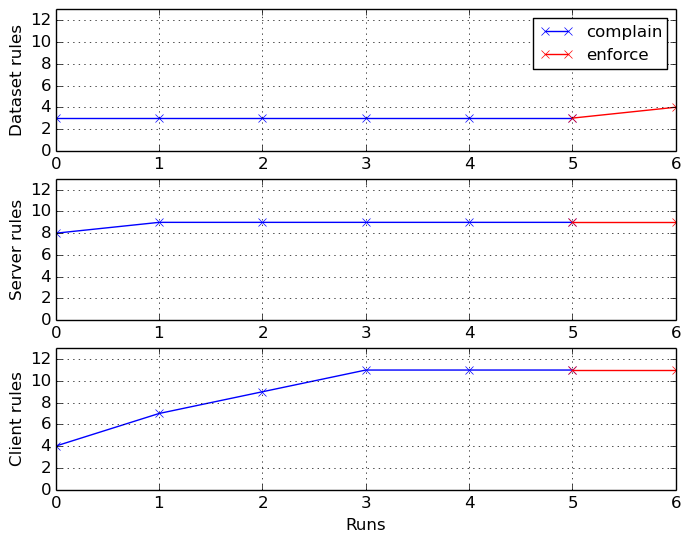 12
10
8
6
4
2
0
Dataset rules
complain
enforce
0 1 2 3 4 5 6
12
10
8
6
4
2
0
Server rules
0 1 2 3 4 5 6
12
10
8
6
4
2
0
Client rules
0 1 2 3 4 5 6
Runs